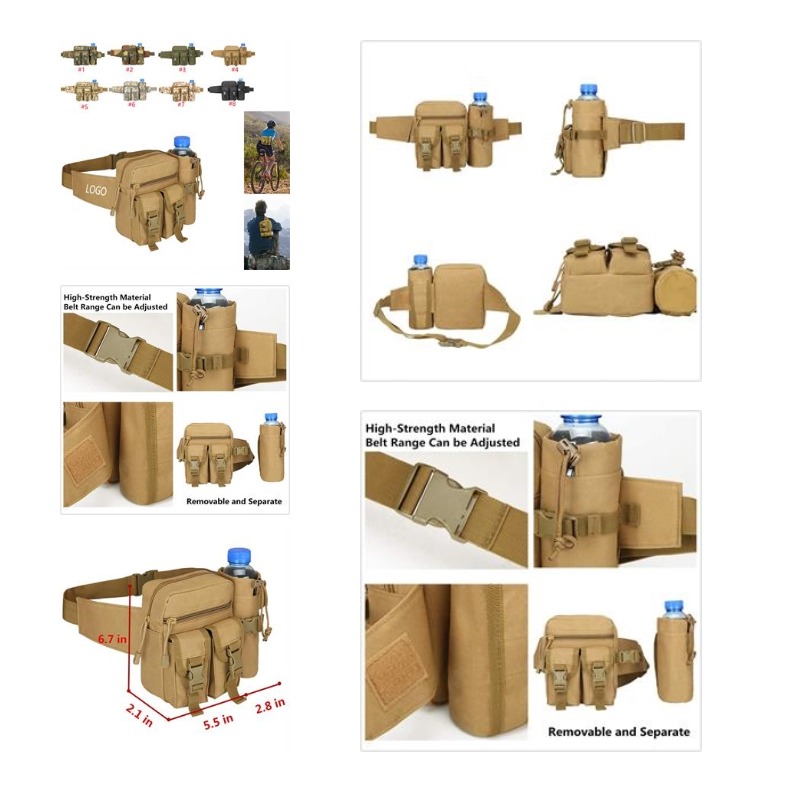 #1 #2 #3 #4
#5 #6 #7 #8
LOGO
High-Strength Material
Belt Range Can be Adjusted
Removable and Separate
6.7 in
2.1 in
5.5 in
2.8 in
High-Strength Material
Belt Range Can be Adjusted
Removable and Separate